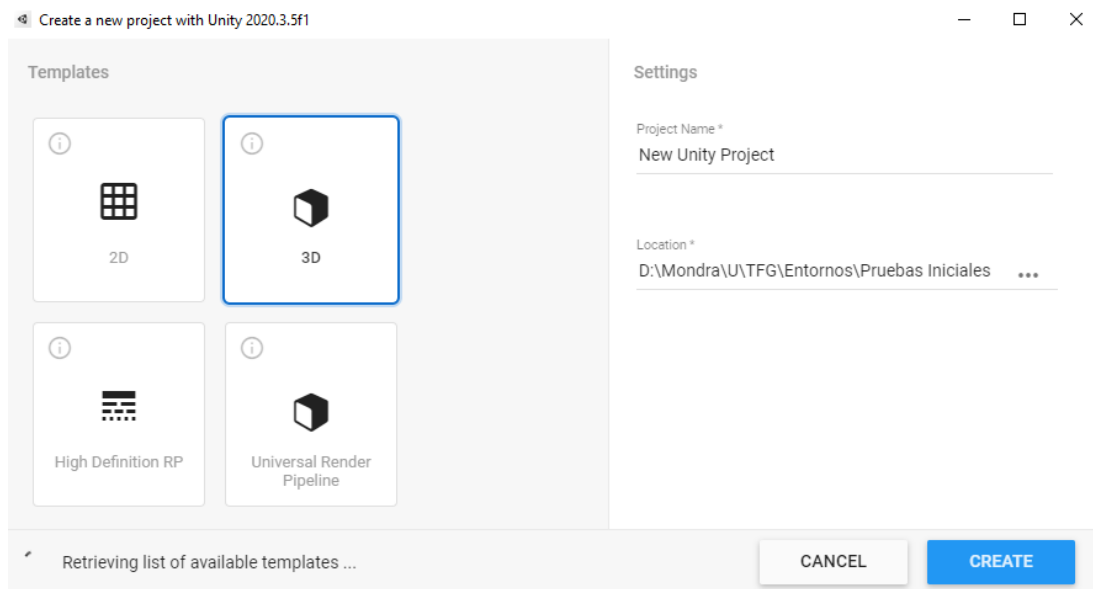 Create a new project with Unity 2020.3.5f1
Templates
2D
3D
High Definition RP
Universal Render
Pipeline
Settings
Project Name *
New Unity Project
Location *
D:\Mondra\U\TFG\Entornos\Pruebas Iniciales
Retrieving list of available templates ...
CANCEL
CREATE